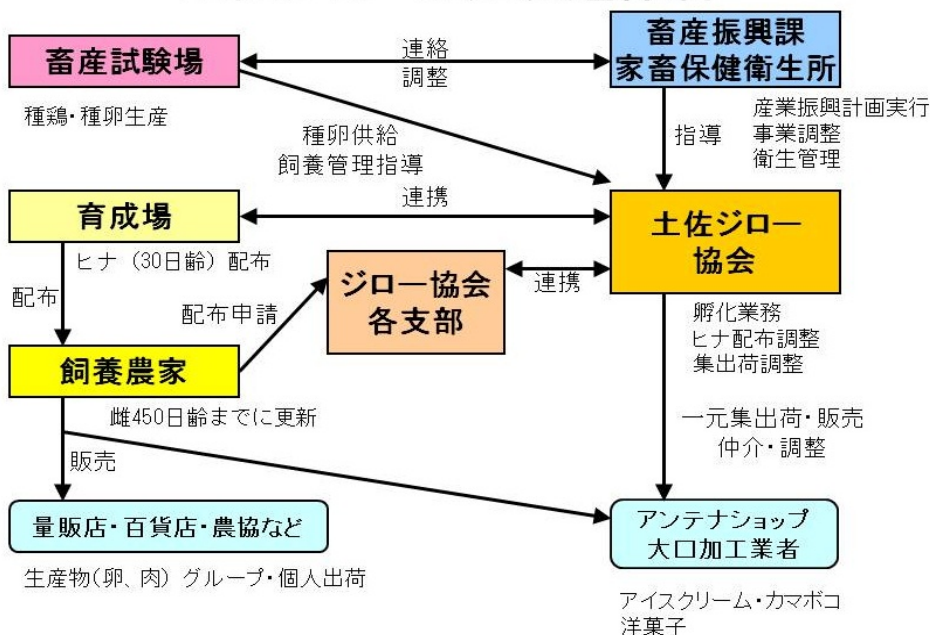 畜産試験場
連絡
調整
畜産振興課
家畜保健衛生所
種鶏・種卵生産
種卵供給
飼養管理指導
指導
産業振興計画実行
事業調整
衛生管理
育成場
連携
土佐ジロー
協会
ヒナ(30日齢)配布
ジロー協会
各支部
連携
配布
配布申請
孵化業務
ヒナ配布調整
集出荷調整
飼養農家
雌450日齢までに更新
一元集出荷・販売
仲介・調整
販売
量販店・百貨店・農協など
アンテナショップ
大口加工業者
生産物(卵、肉) グループ・個人出荷
アイスクリーム・カマボコ
洋菓子